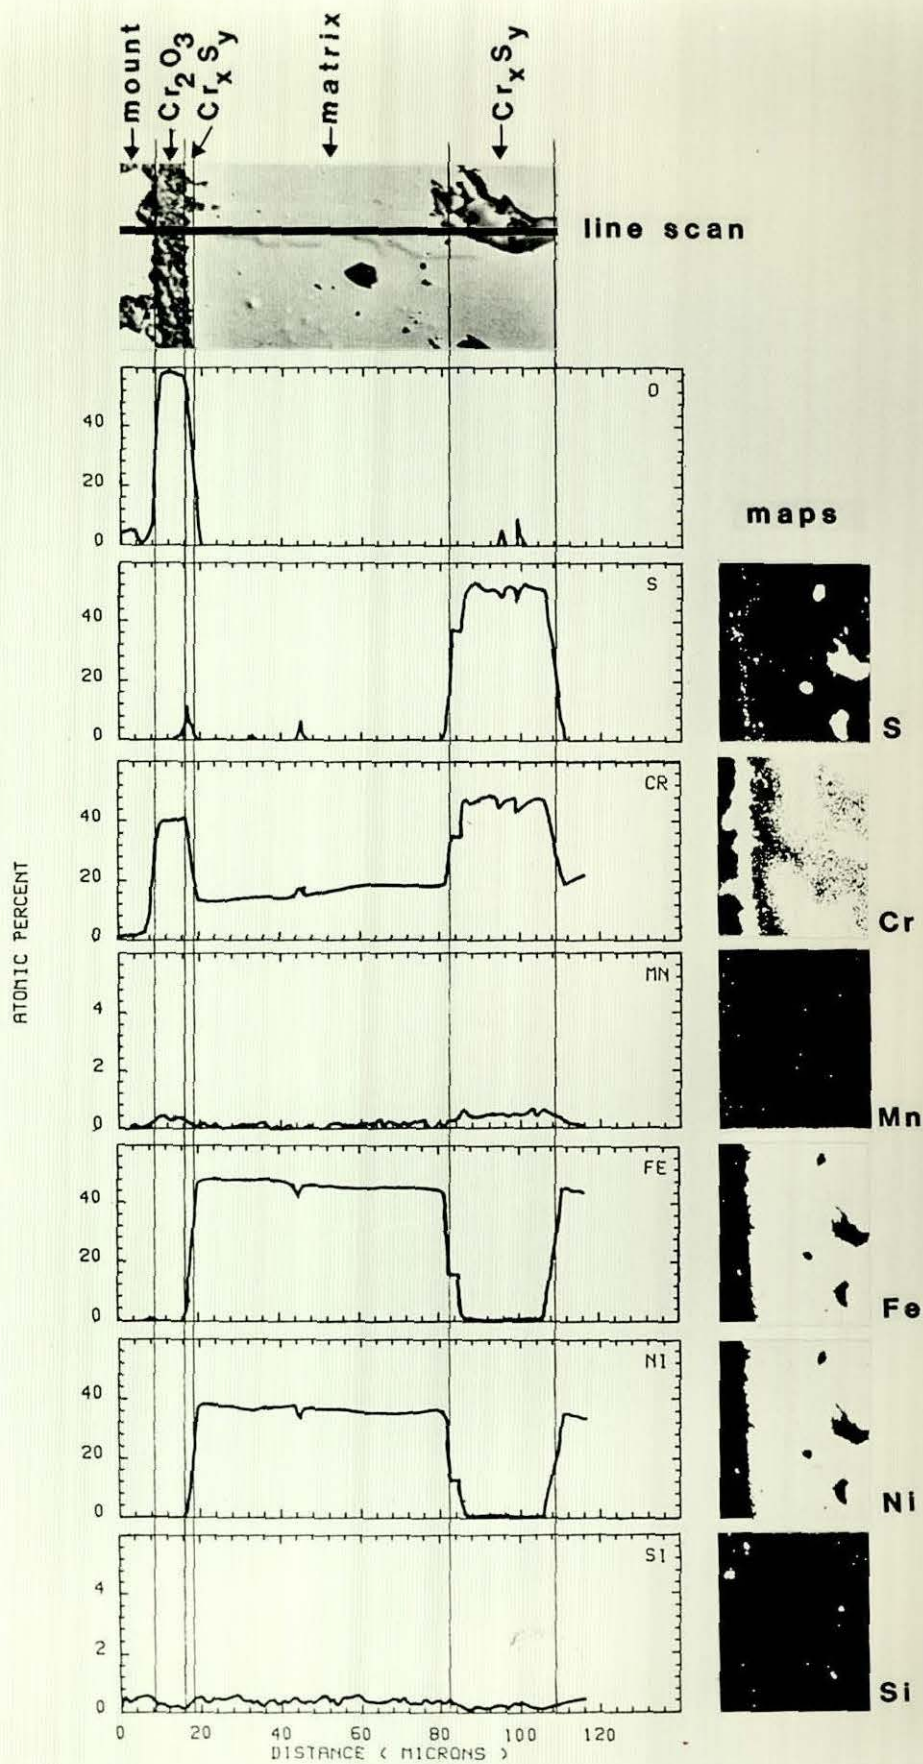 ←mount
←Cr2O3
←CrxSy
←matrix
←CrxSy
line scan
O
40
20
0
maps
S
40
20
0
S
CR
40
20
0
Cr
ATOMIC PERCENT
MN
4
2
0
Mn
FE
40
20
0
Fe
NI
40
20
0
Ni
SI
4
2
0
Si
0 20 40 60 80 100 120
DISTANCE ( MICRONS )